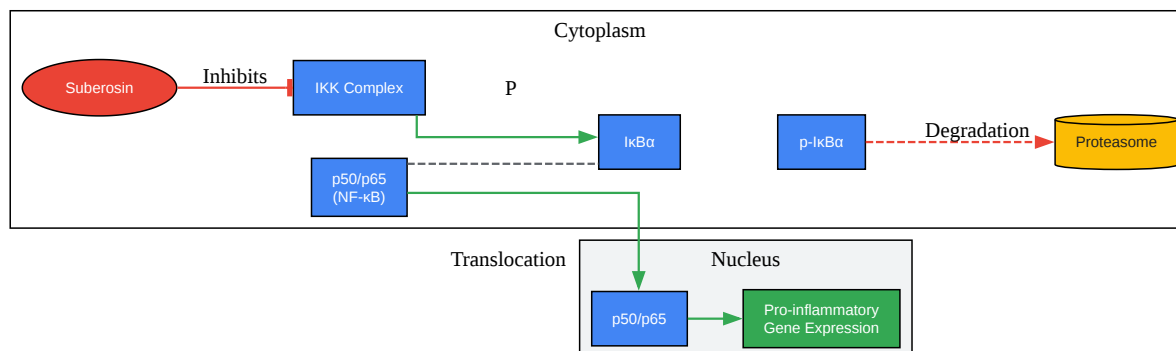 Cytoplasm
Inhibits
Suberosin
IKK Complex
P
IκBα
p-IκBα
Degradation
Proteasome
p50/p65
(NF-κB)
Translocation
Nucleus
p50/p65
Pro-inflammatory
Gene Expression